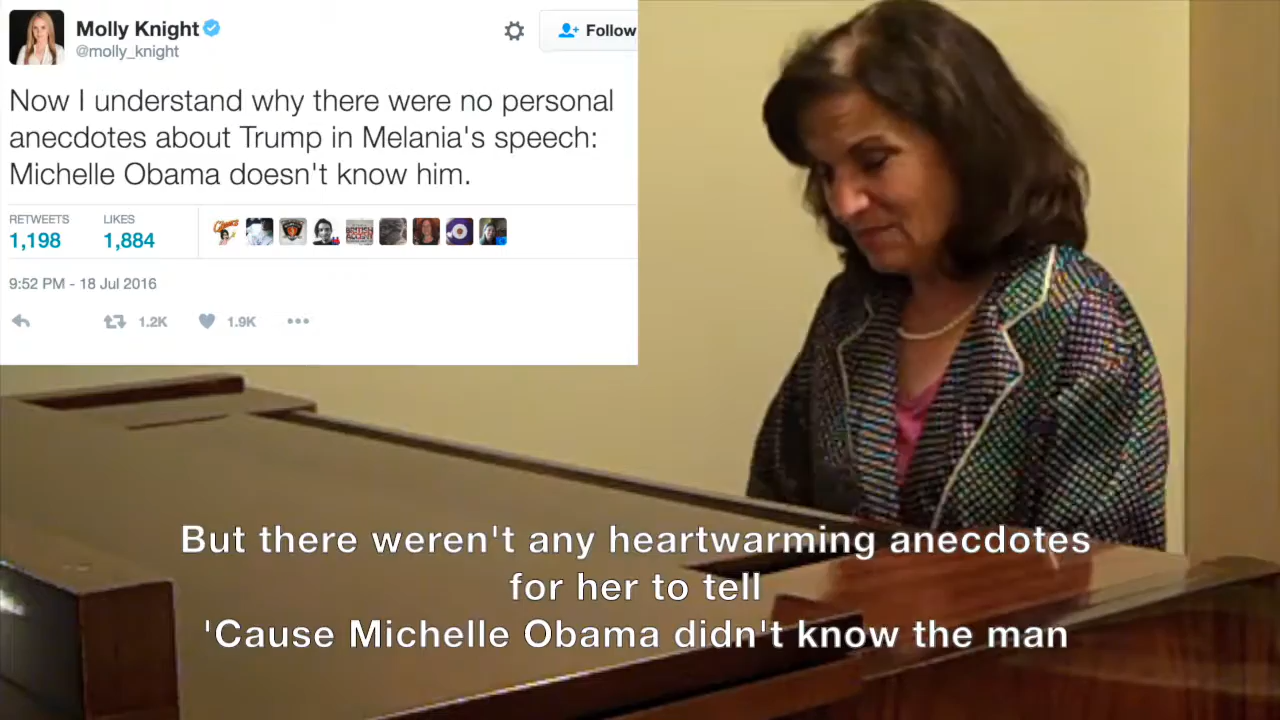 Molly Knight
@molly_knight
Follow
Now I understand why there were no personal
anecdotes about Trump in Melania's speech:
Michelle Obama doesn't know him.
RETWEETS LIKES
1,198 1,884
9:52 PM - 18 Jul 2016
1.2K 1.9K
But there weren't any heartwarming anecdotes
for her to tell
'Cause Michelle Obama didn't know the man